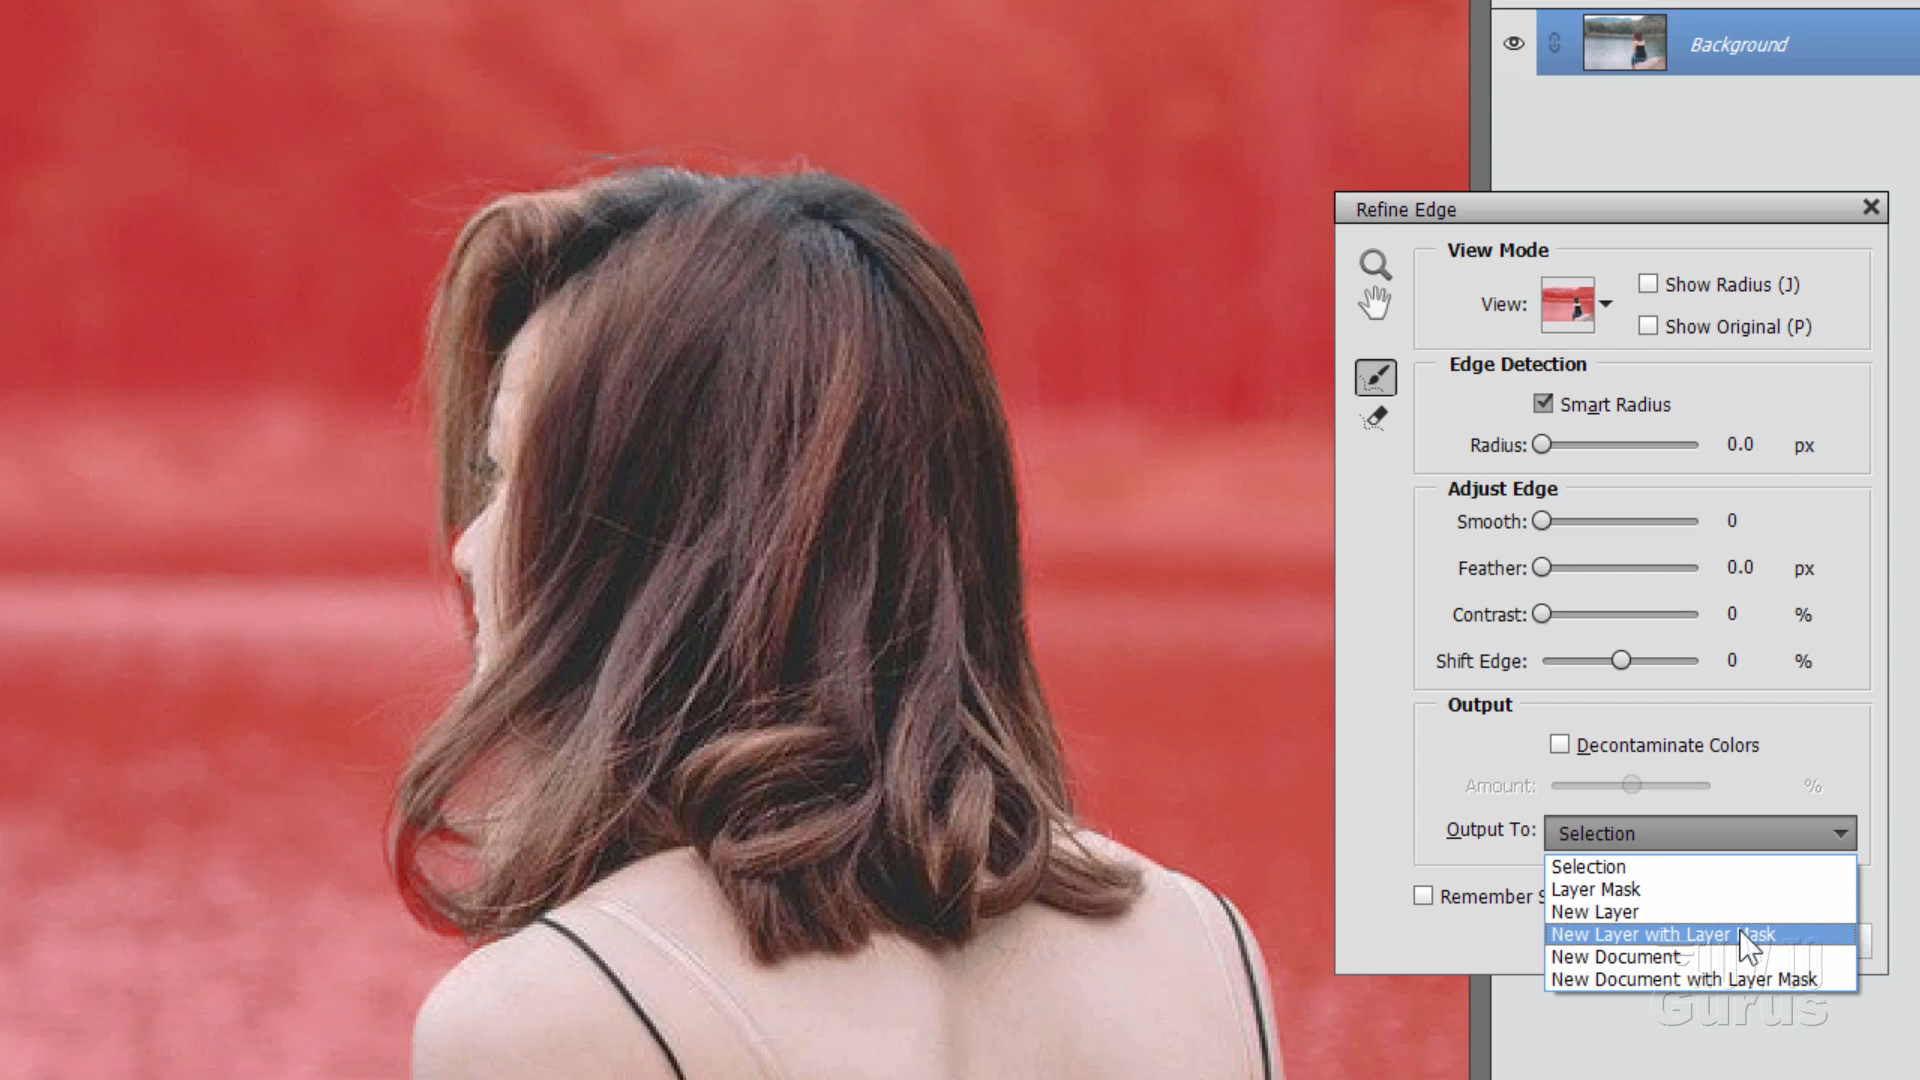 Background
Refine Edge
View Mode
View:
Show Radius (J)
Show Original (P)
Edge Detection
Smart Radius
Radius: 0.0 px
Adjust Edge
Smooth: 0
Feather: 0.0 px
Contrast: 0 %
Shift Edge: 0 %
Output
Decontaminate Colors
Amount: %
Output To: Selection
Selection
Layer Mask
Remember S
New Layer
New Layer with Layer Mask
New Document
New Document with Layer Mask
Gurus